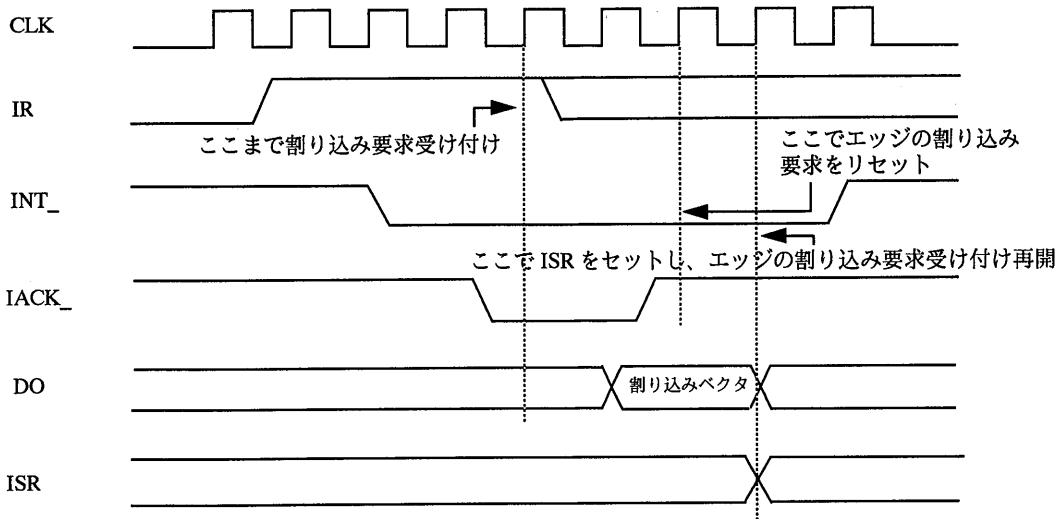 CLK
IR
ここまで割り込み要求受け付け
ここでエッジの割り込み
要求をリセット
INT_
ここで ISR をセットし、エッジの割り込み要求受け付け再開
IACK_
DO
割り込みベクタ
ISR